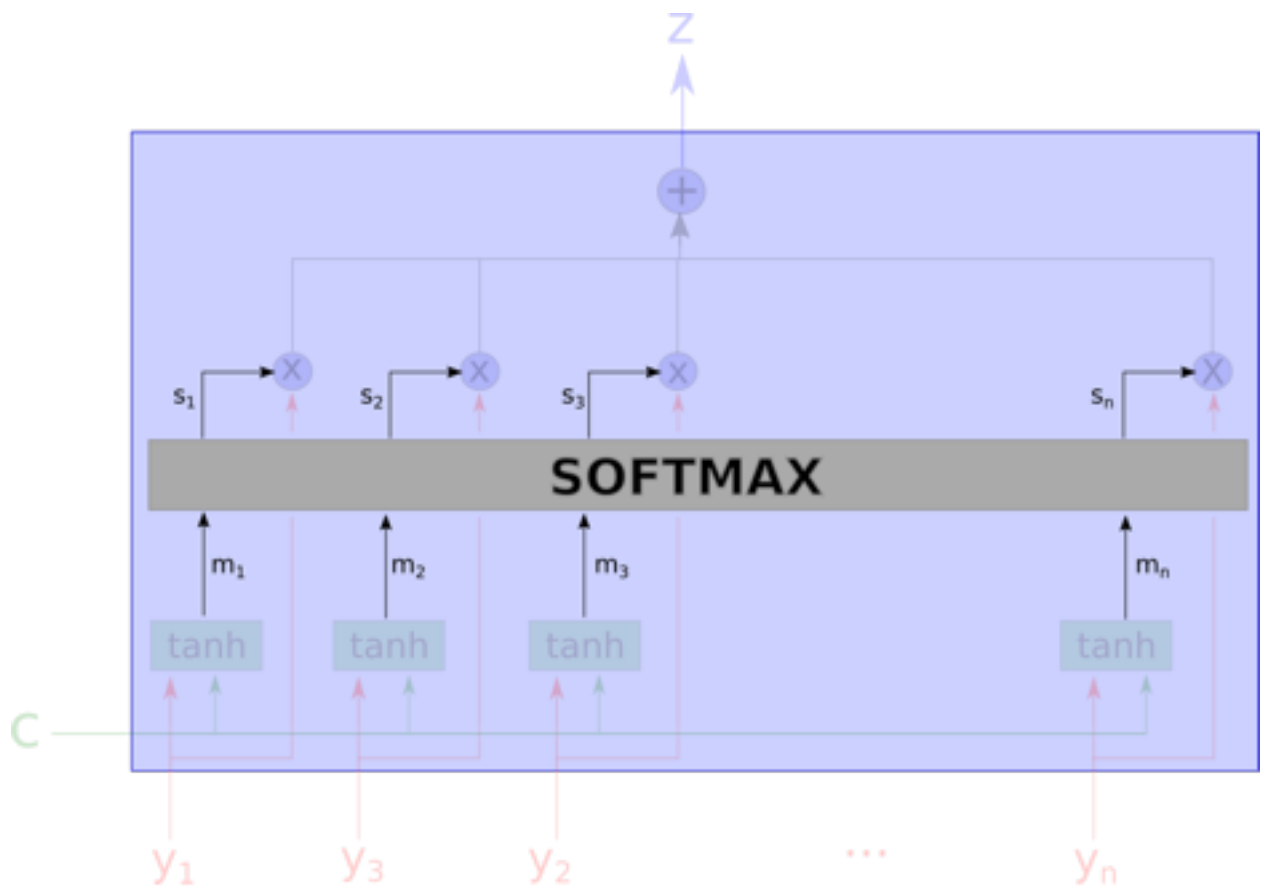 Z
+
x x x x
s1 s2 s3 sn
SOFTMAX
m1 m2 m3 mn
tanh tanh tanh tanh
C
y1 y3 y2 ... yn